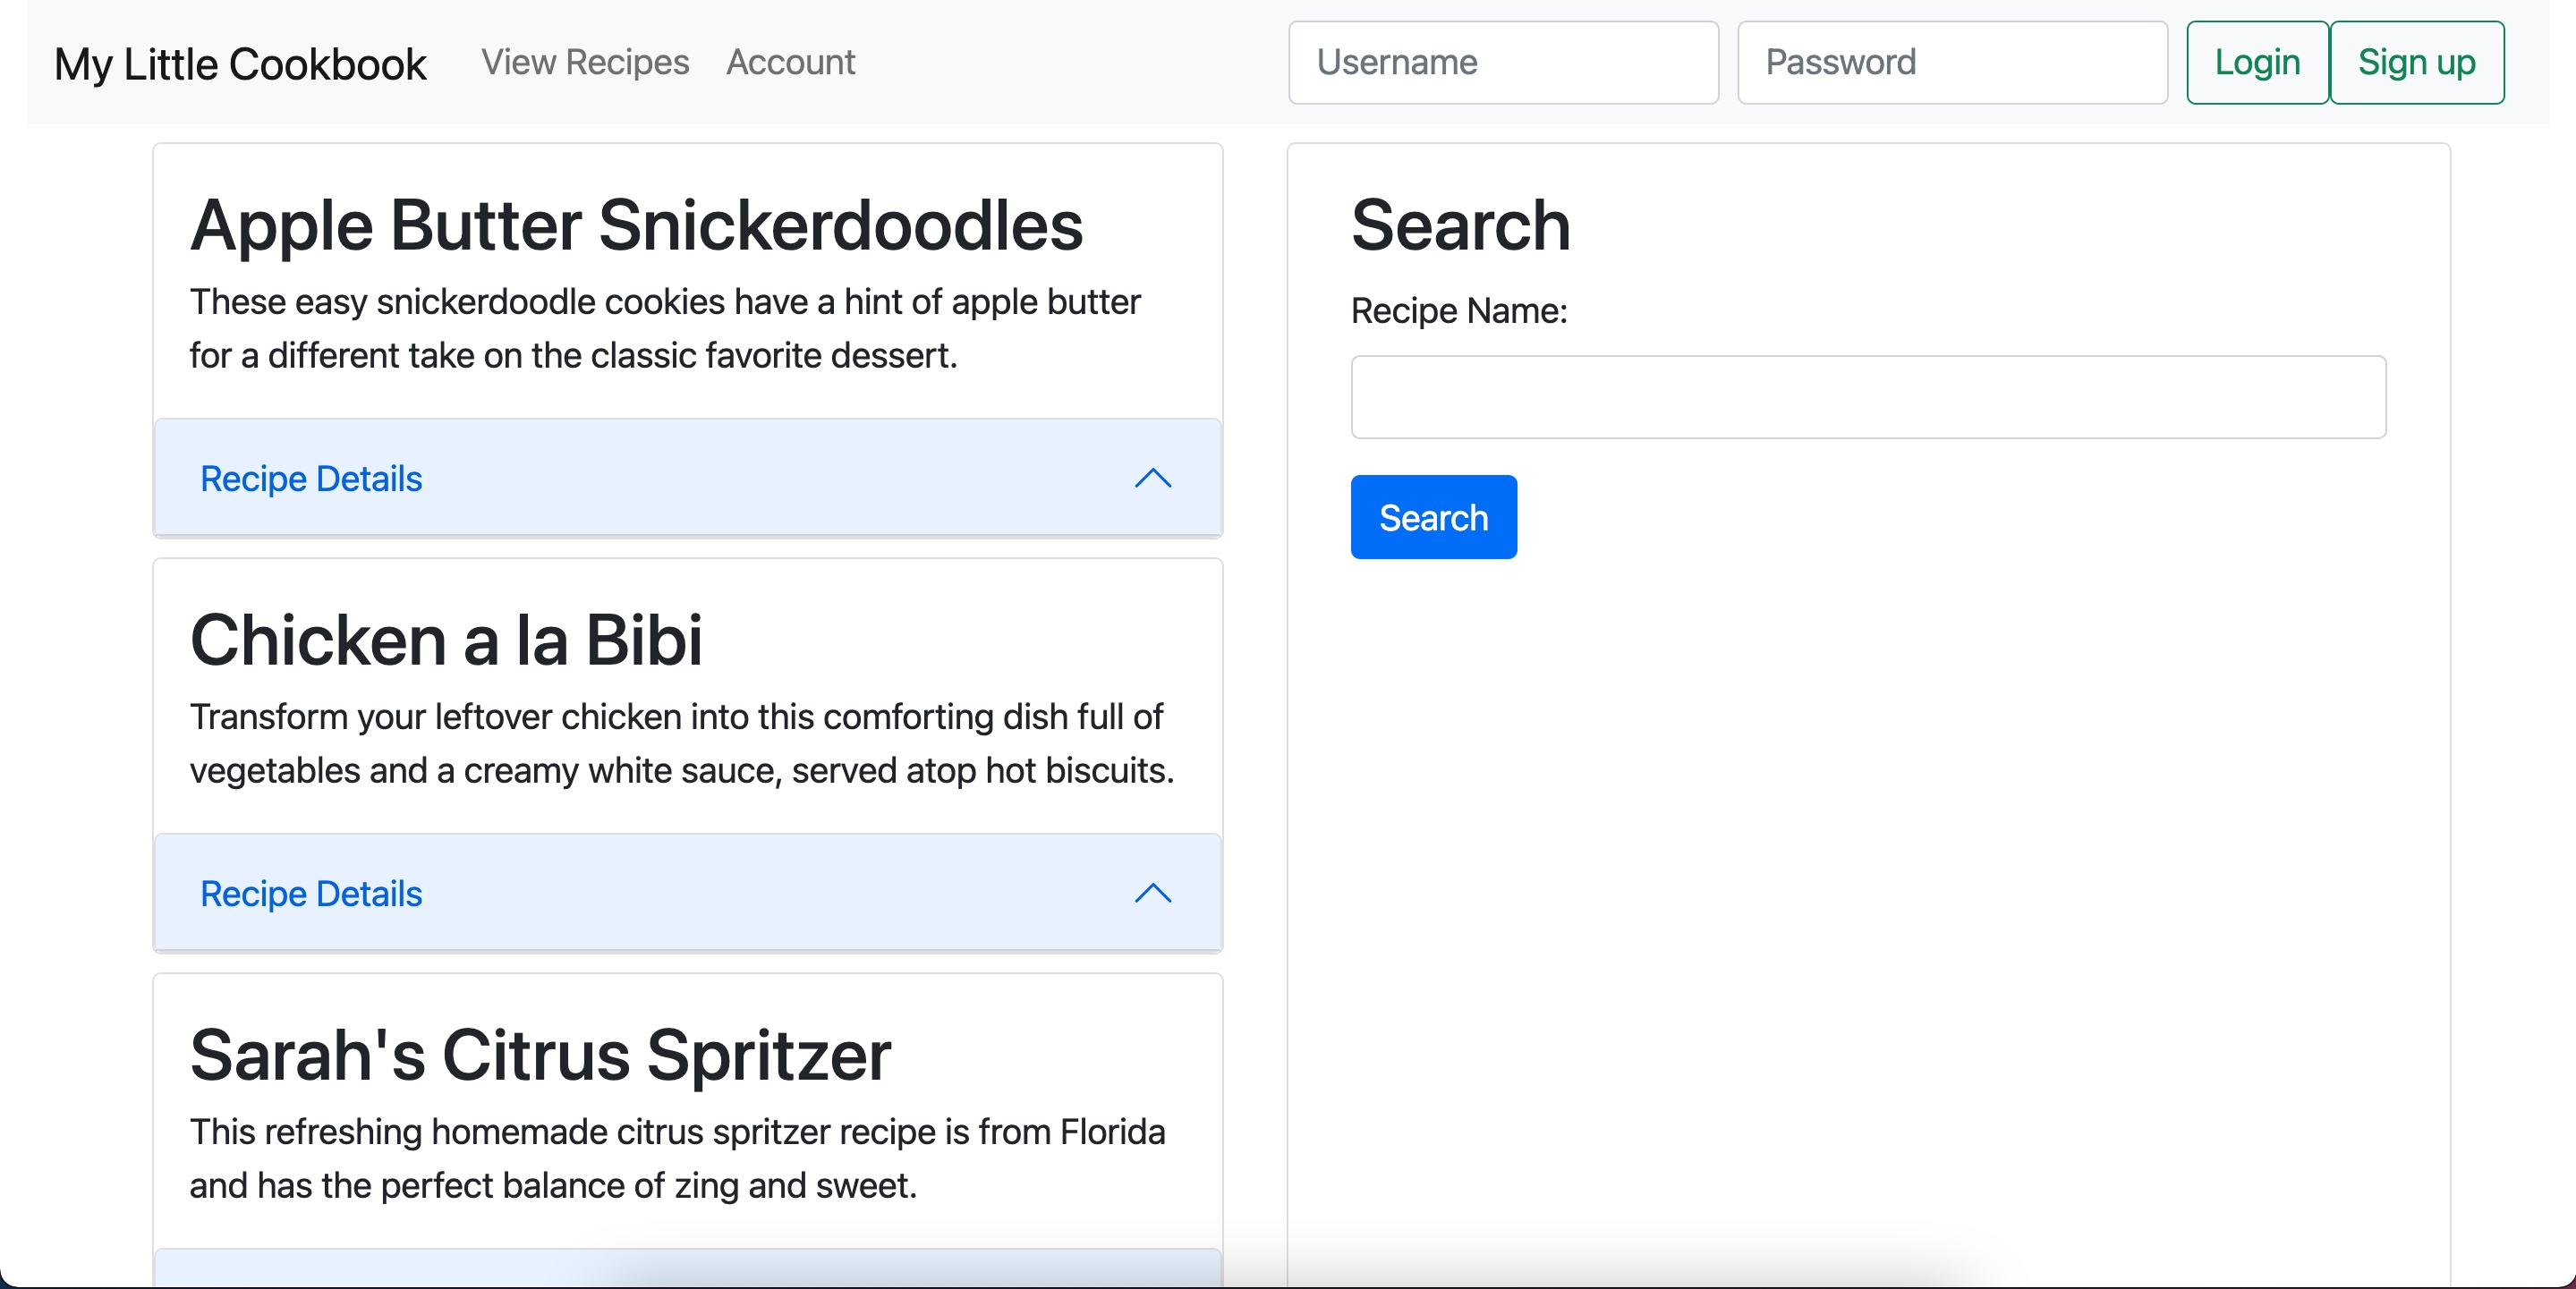 My Little Cookbook View Recipes Account Username Password Login Sign up
Apple Butter Snickerdoodles
These easy snickerdoodle cookies have a hint of apple butter
for a different take on the classic favorite dessert.
Recipe Details
Chicken a la Bibi
Transform your leftover chicken into this comforting dish full of
vegetables and a creamy white sauce, served atop hot biscuits.
Recipe Details
Sarah's Citrus Spritzer
This refreshing homemade citrus spritzer recipe is from Florida
and has the perfect balance of zing and sweet.
Search
Recipe Name:
Search